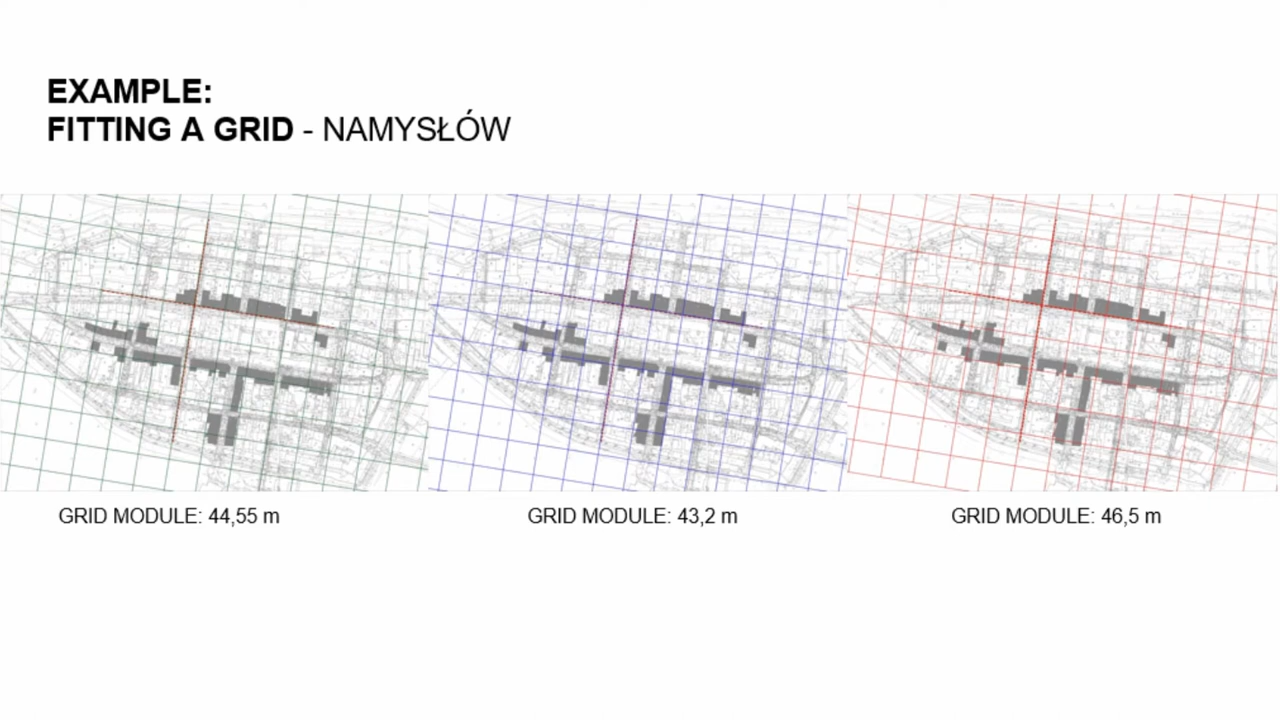 EXAMPLE:
FITTING A GRID - NAMYSŁÓW
GRID MODULE: 44,55 m
GRID MODULE: 43,2 m
GRID MODULE: 46,5 m